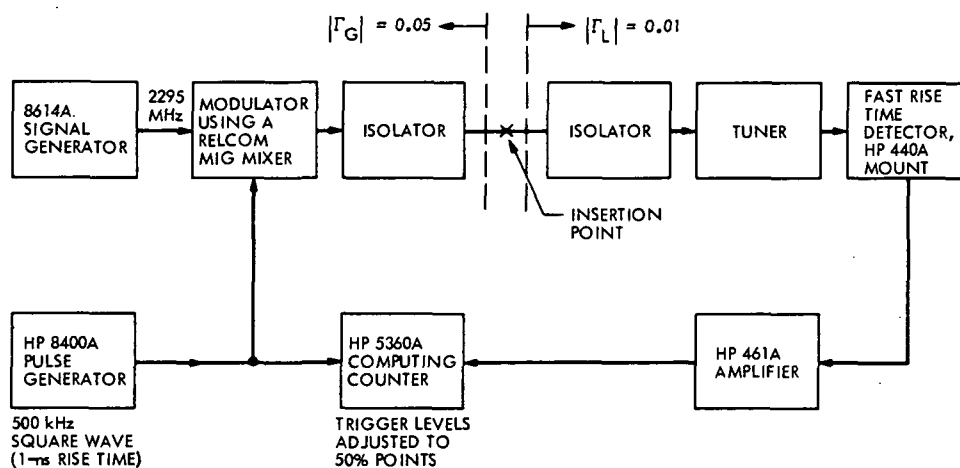 |Γ_G| = 0.05
|Γ_L| = 0.01
8614A.
SIGNAL
GENERATOR
2295
MHz
MODULATOR
USING A
RELCOM
MIG MIXER
ISOLATOR
ISOLATOR
TUNER
FAST RISE
TIME
DETECTOR,
HP 440A
MOUNT
INSERTION
POINT
HP 8400A
PULSE
GENERATOR
HP 5360A
COMPUTING
COUNTER
HP 461A
AMPLIFIER
500 kHz
SQUARE WAVE
(1-ns RISE TIME)
TRIGGER LEVELS
ADJUSTED TO
50% POINTS